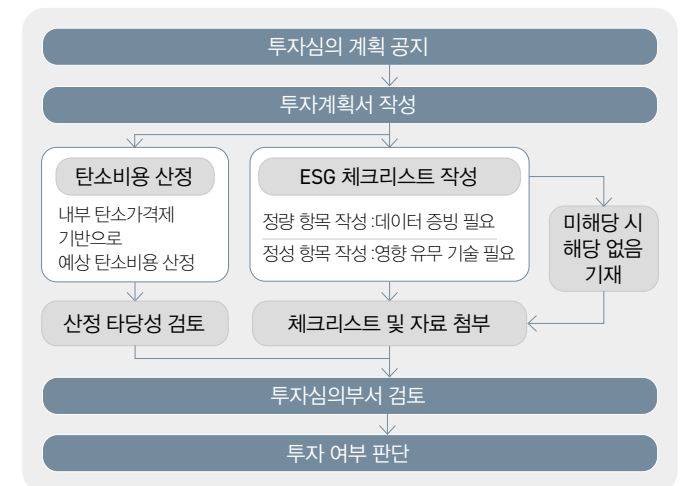 투자심의 계획 공지
투자계획서 작성
탄소비용 산정
내부 탄소가격제
기반으로
예상 탄소비용 산정
ESG 체크리스트 작성
정량 항목 작성 :데이터 증빙 필요
정성 항목 작성 :영향 유무 기술 필요
미해당 시
해당 없음
기재
산정 타당성 검토
체크리스트 및 자료 첨부
투자심의부서 검토
투자 여부 판단